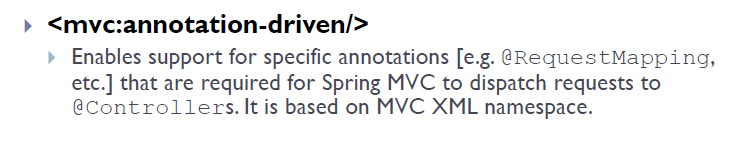 <mvc:annotation-driven/>
Enables support for specific annotations [e.g. @RequestMapping,
etc.] that are required for Spring MVC to dispatch requests to
@Controllers. It is based on MVC XML namespace.